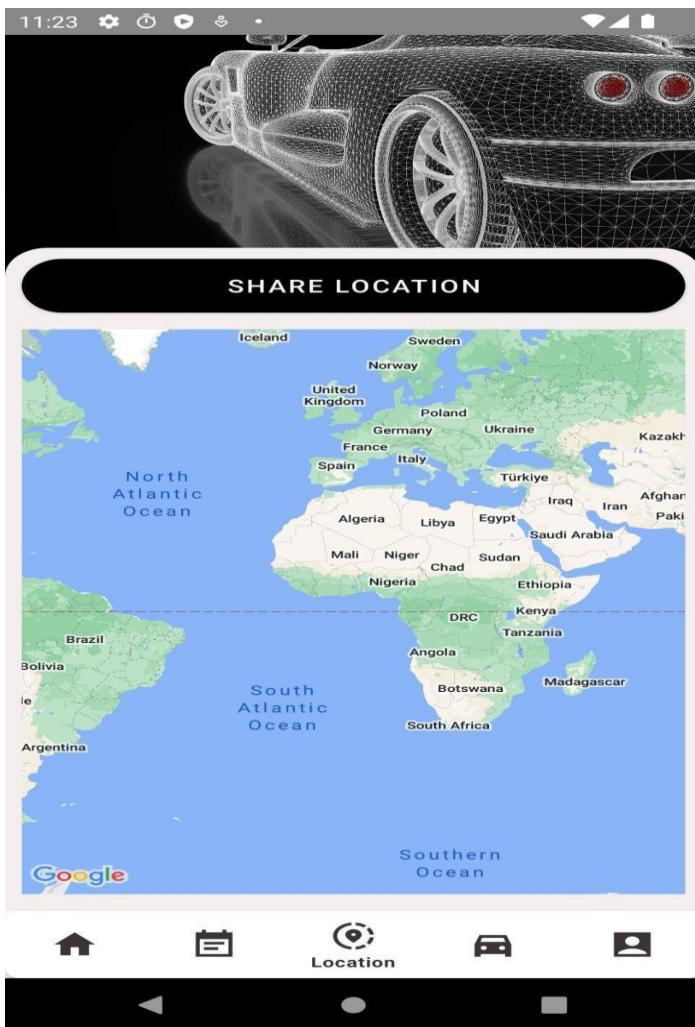 11:23
SHARE LOCATION
Iceland
Sweden
Norway
United
Kingdom
Poland
Germany
Ukraine
France
Kazakh
Italy
Spain
Türkiye
North
Atlantic
Ocean
Iraq
Iran
Afghan
Algeria
Libya
Egypt
Paki
Saudi Arabia
Mali
Niger
Chad
Sudan
Nigeria
Ethiopia
Kenya
DRC
Brazil
Tanzania
Angola
Bolivia
Madagascar
Botswana
South
Atlantic
Ocean
le
South Africa
Argentina
Southern
Ocean
Google
Location